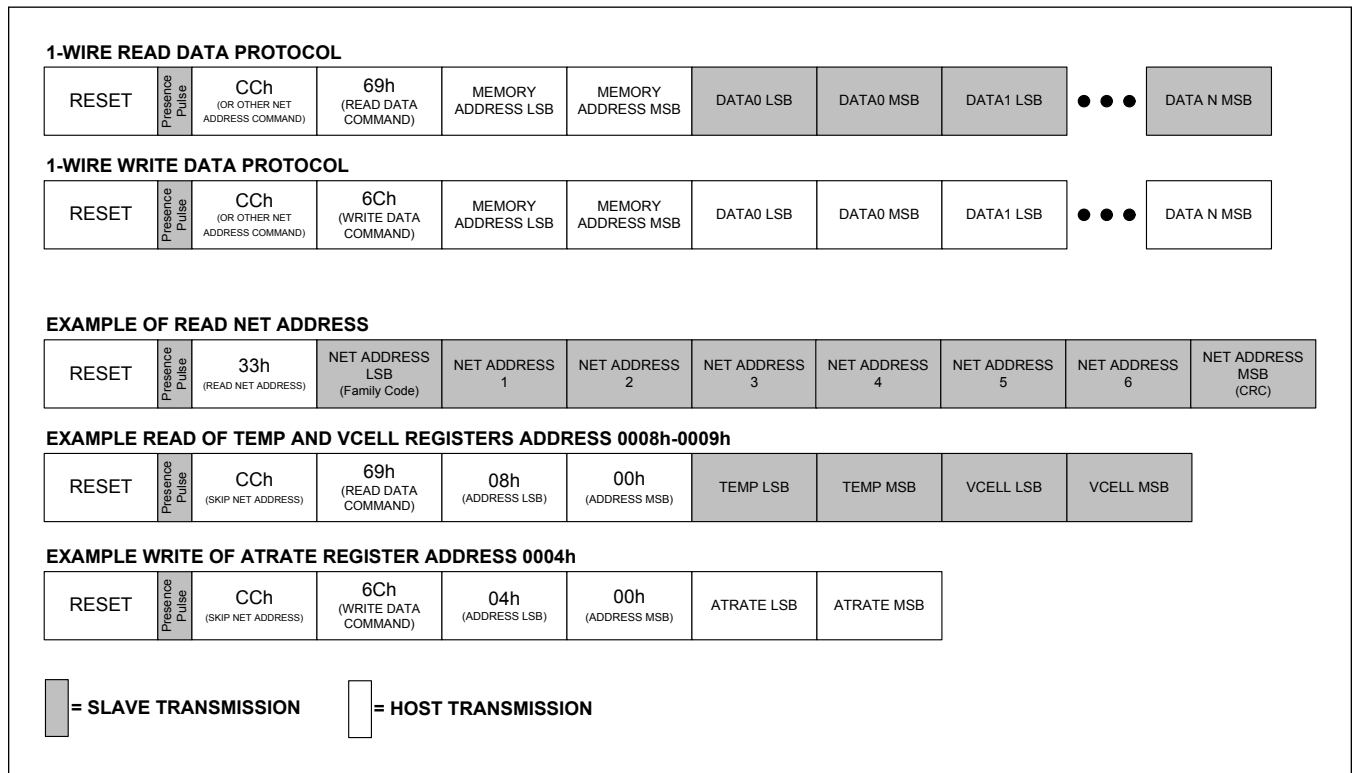 1-WIRE READ DATA PROTOCOL
RESET
Presence
Pulse
CCh
(OR OTHER NET
ADDRESS COMMAND)
69h
(READ DATA
COMMAND)
MEMORY
ADDRESS LSB
MEMORY
ADDRESS MSB
DATA0 LSB
DATA0 MSB
DATA1 LSB
DATA N MSB
1-WIRE WRITE DATA PROTOCOL
RESET
Presence
Pulse
CCh
(OR OTHER NET
ADDRESS COMMAND)
6Ch
(WRITE DATA
COMMAND)
MEMORY
ADDRESS LSB
MEMORY
ADDRESS MSB
DATA0 LSB
DATA0 MSB
DATA1 LSB
DATA N MSB
EXAMPLE OF READ NET ADDRESS
RESET
Presence
Pulse
33h
(READ NET ADDRESS)
NET ADDRESS
LSB
(Family Code)
NET ADDRESS
1
NET ADDRESS
2
NET ADDRESS
3
NET ADDRESS
4
NET ADDRESS
5
NET ADDRESS
6
NET ADDRESS
MSB
(CRC)
EXAMPLE READ OF TEMP AND VCELL REGISTERS ADDRESS 0008h-0009h
RESET
Presence
Pulse
CCh
(SKIP NET ADDRESS)
69h
(READ DATA
COMMAND)
08h
(ADDRESS LSB)
00h
(ADDRESS MSB)
TEMP LSB
TEMP MSB
VCELL LSB
VCELL MSB
EXAMPLE WRITE OF ATRATE REGISTER ADDRESS 0004h
RESET
Presence
Pulse
CCh
(SKIP NET ADDRESS)
6Ch
(WRITE DATA
COMMAND)
04h
(ADDRESS LSB)
00h
(ADDRESS MSB)
ATRATE LSB
ATRATE MSB
= SLAVE TRANSMISSION
= HOST TRANSMISSION